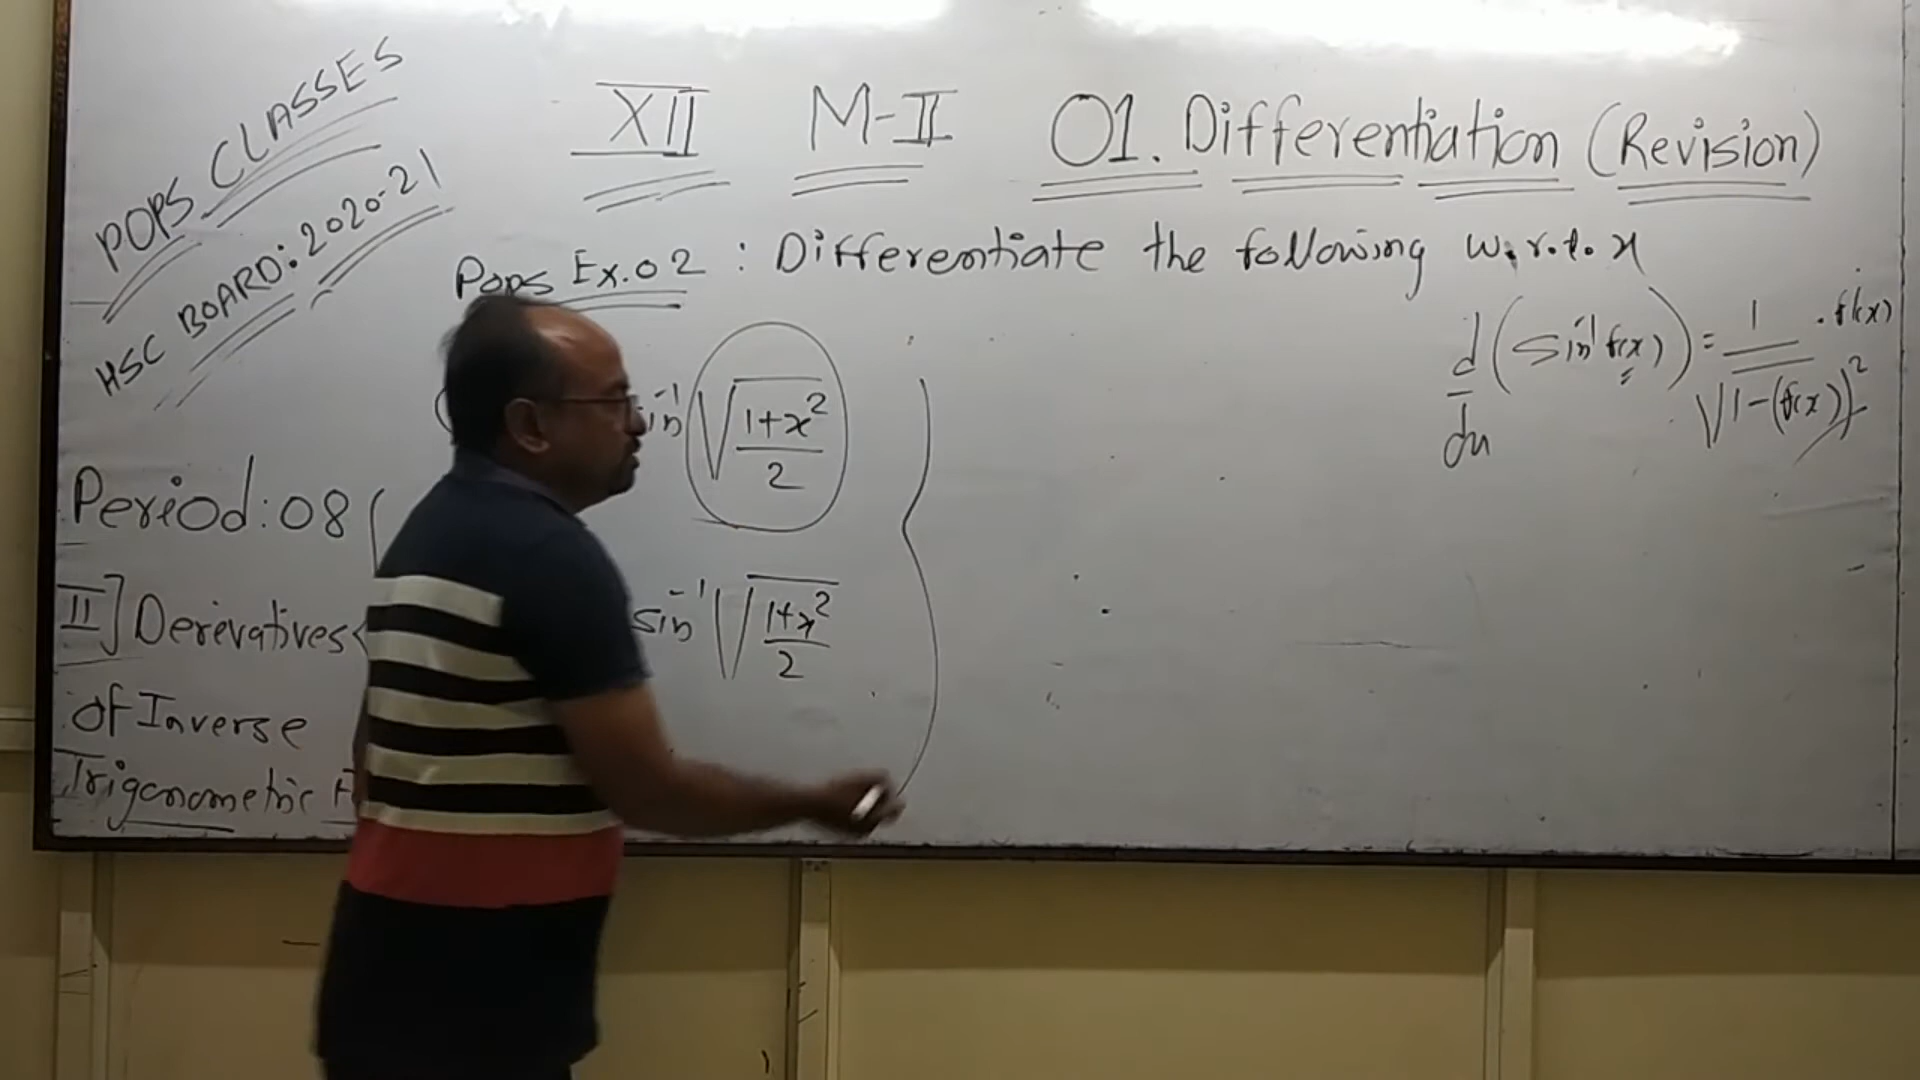 POPS CLASSES
HSC BOARD: 2020-21
XII M-II 01. Differentiation (Revision)
Pops Ex.02 : Differentiate the following w.r.t. x
d/dx (sin⁻¹ f(x)) = 1/√1-(f(x))² . f'(x)
√1+x²/2
Period: 08
sin⁻¹ √1+x²/2
II] Derevatives
of Inverse
Trigonometric